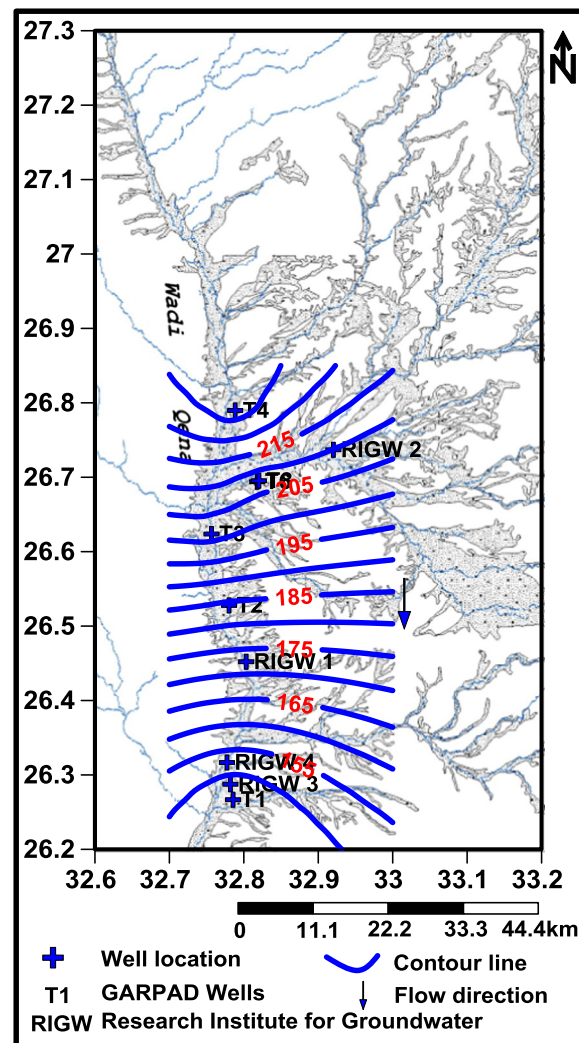 27.3
N
27.2
27.1
27
Wadi
26.9
26.8
T4
Qena
215
RIGW 2
26.7
205
26.6
T3
195
185
T2
26.5
175
RIGW 1
26.4
165
RIGW 4
155
26.3
RIGW 3
T1
26.2
32.6 32.7 32.8 32.9 33 33.1 33.2
0 11.1 22.2 33.3 44.4km
Well location
Contour line
T1 GARPAD Wells
Flow direction
RIGW Research Institute for Groundwater